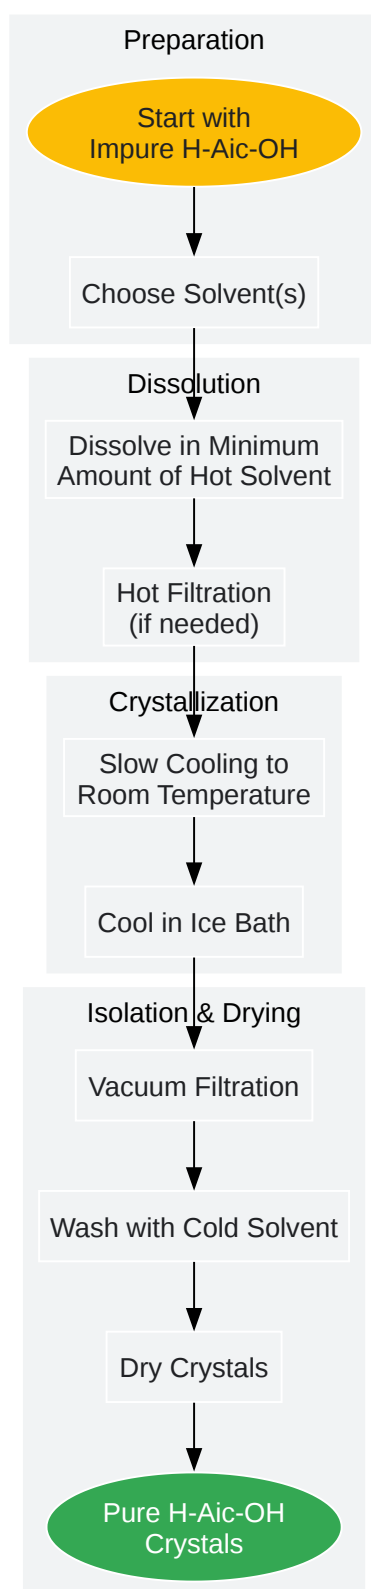 Preparation
Start with
Impure H-Aic-OH
Choose Solvent(s)
Dissolution
Dissolve in Minimum
Amount of Hot Solvent
Hot Filtration
(if needed)
Crystallization
Slow Cooling to
Room Temperature
Cool in Ice Bath
Isolation & Drying
Vacuum Filtration
Wash with Cold Solvent
Dry Crystals
Pure H-Aic-OH
Crystals